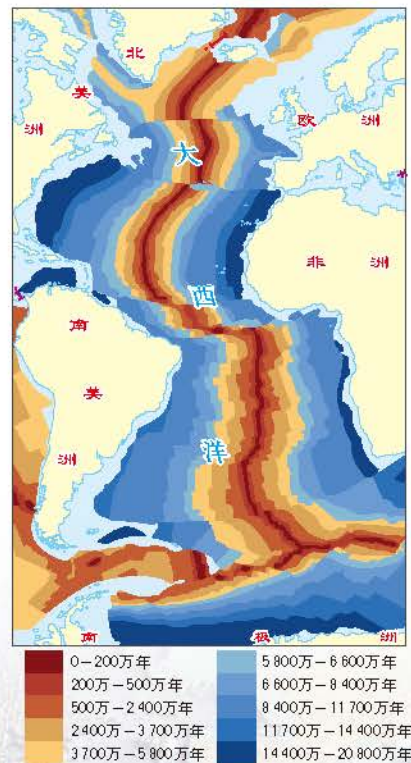 北
美
洲
欧 洲
大
非 洲
西
南
美
洲
洋
南 极 洲
0－200万年
200万－500万年
500万－2 400万年
2 400万－3 700万年
3 700万－5 800万年
5 800万－6 600万年
6 600万－8 400万年
8 400万－11 700万年
11 700万－14 400万年
14 400万－20 800万年